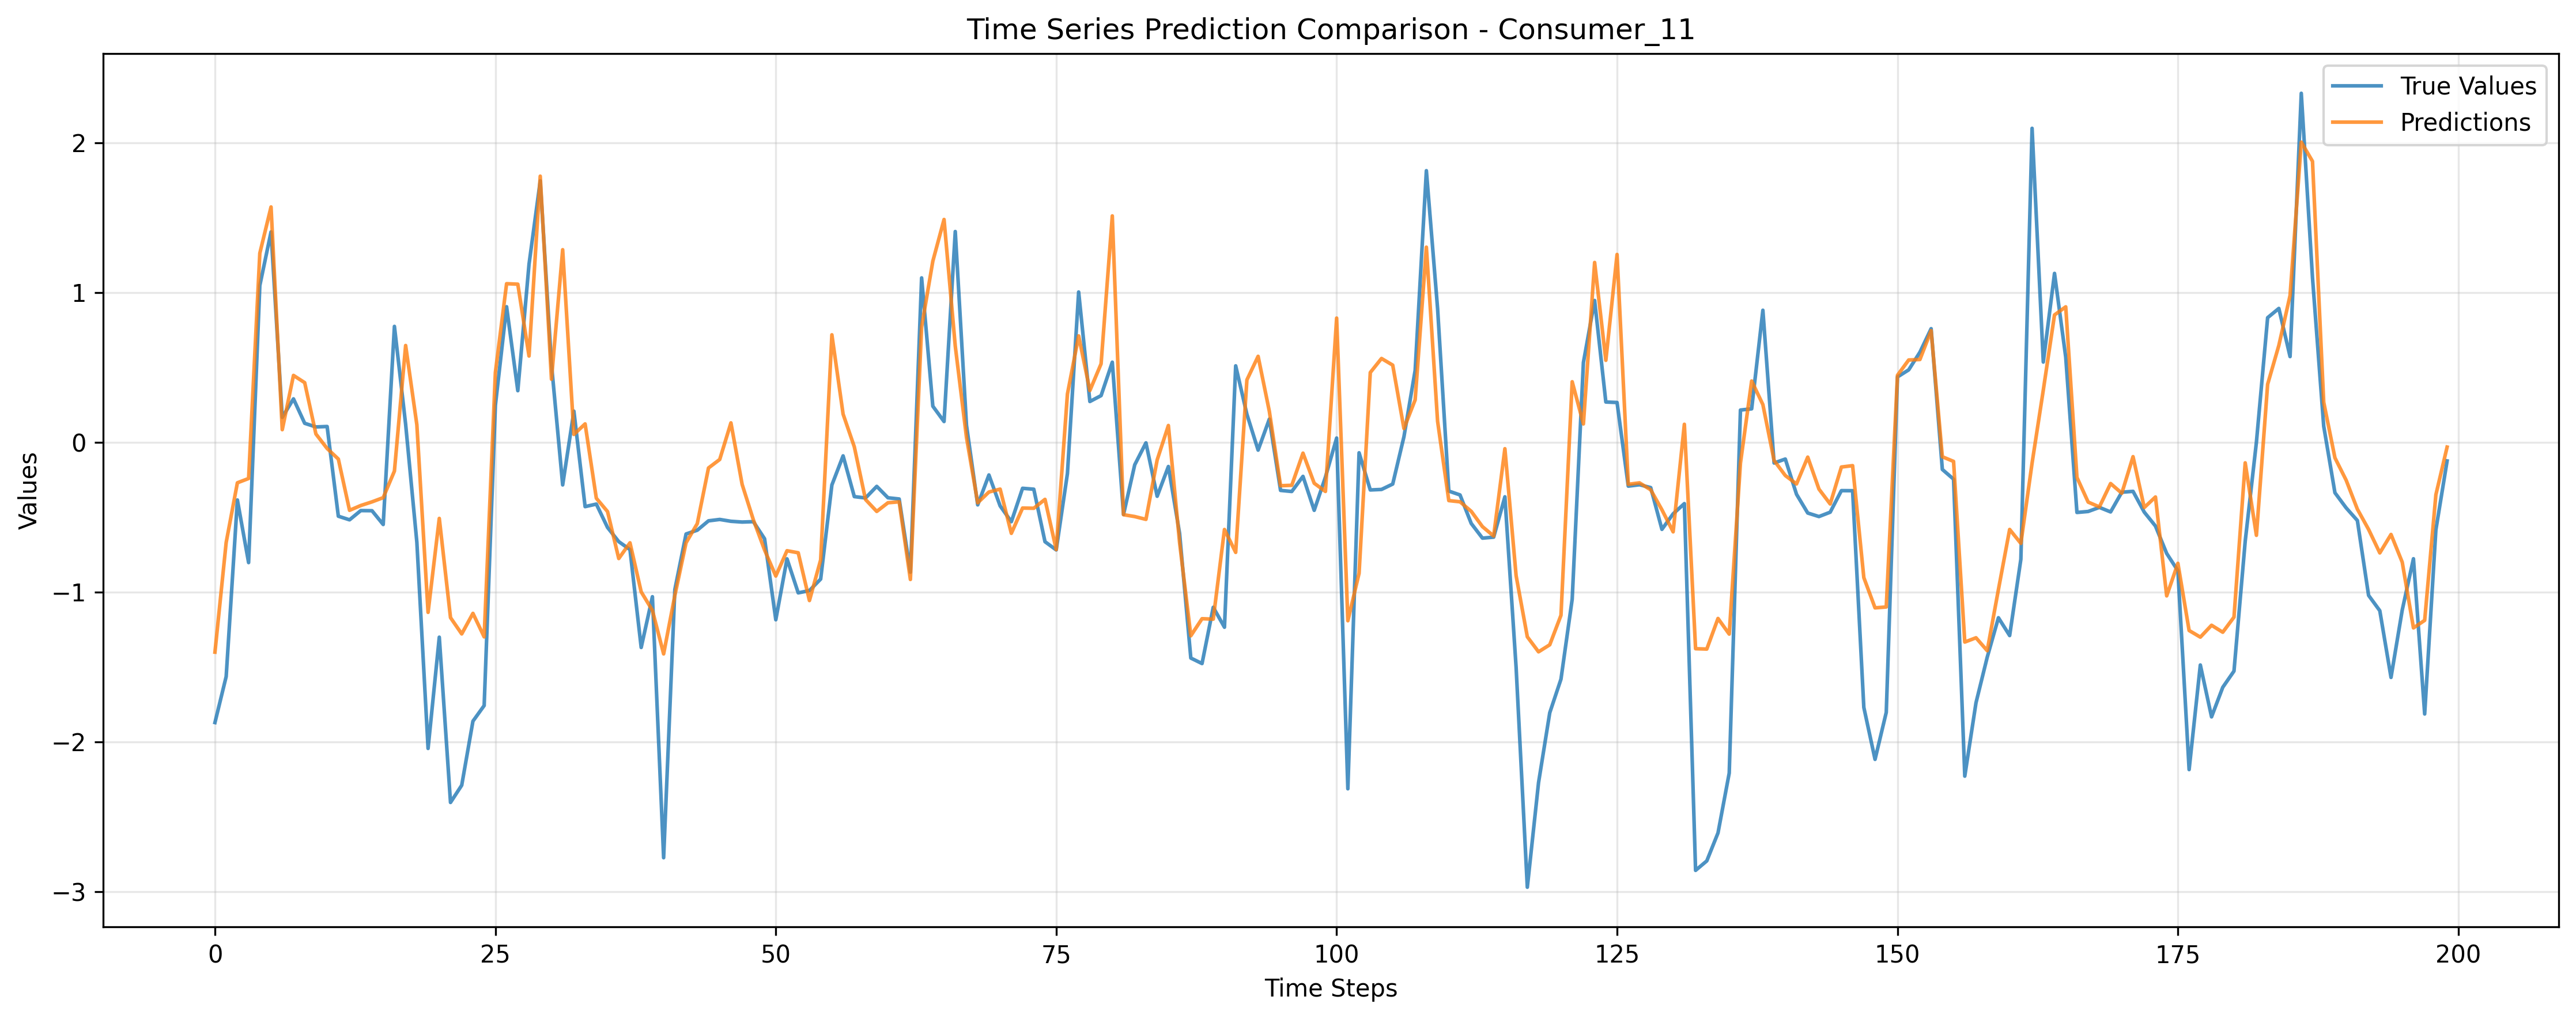 Time Series Prediction Comparison - Consumer_11
True Values
Predictions
Values
2
1
0
−1
−2
−3
0 25 50 75 100 125 150 175 200
Time Steps